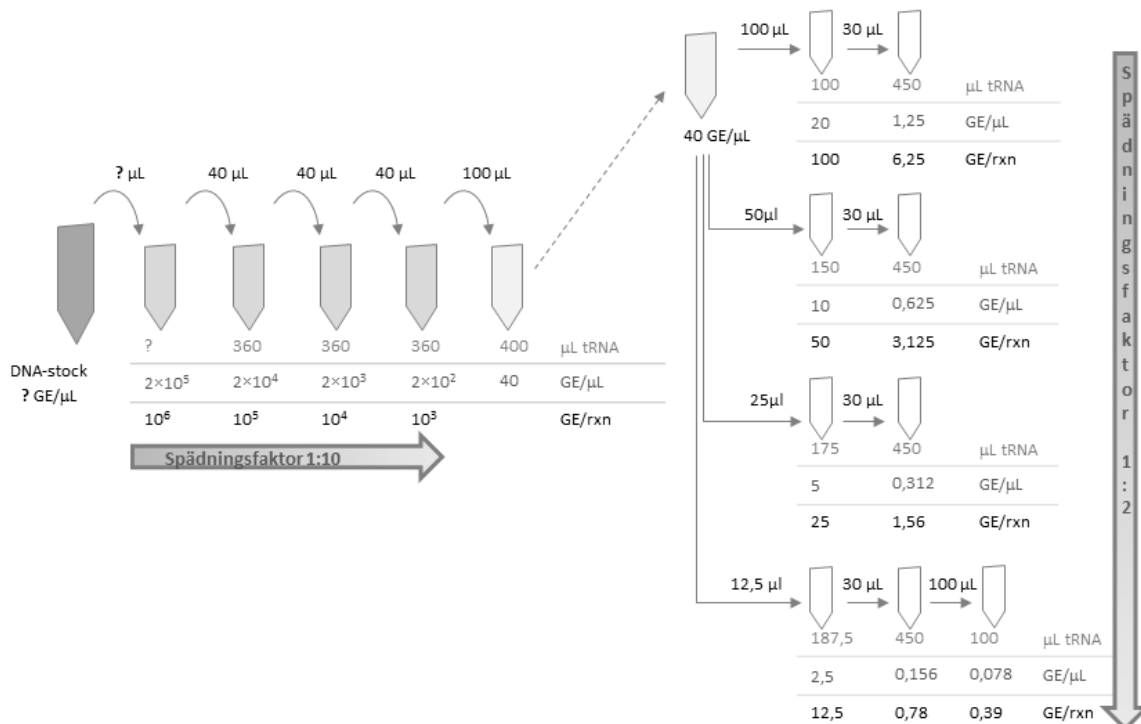 ? µL 40 µL 40 µL 40 µL 100 µL
DNA-stock
? GE/µL
? 360 360 360 400 µL tRNA
2×10⁵ 2×10⁴ 2×10³ 2×10² 40 GE/µL
10⁶ 10⁵ 10⁴ 10³ GE/rxn
Spädningsfaktor 1:10
40 GE/µL
100 µL 30 µL
100 450 µL tRNA
20 1,25 GE/µL
100 6,25 GE/rxn
50µl 30 µL
150 450 µL tRNA
10 0,625 GE/µL
50 3,125 GE/rxn
25µl 30 µL
175 450 µL tRNA
5 0,312 GE/µL
25 1,56 GE/rxn
12,5 µl 30 µL 100 µL
187,5 450 100 µL tRNA
2,5 0,156 0,078 GE/µL
12,5 0,78 0,39 GE/rxn
Spädningsfaktor 1:2